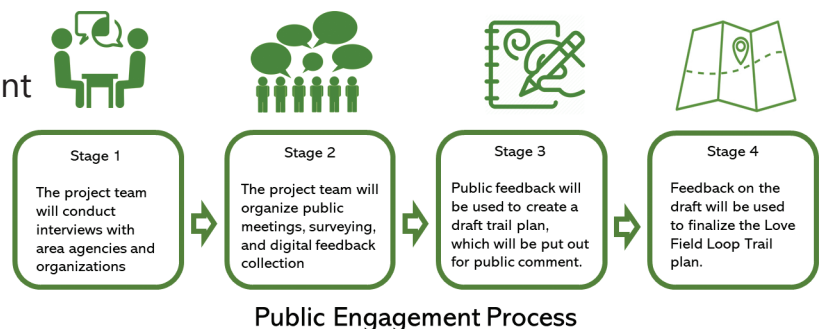 nt
Stage 1
The project team
will conduct
interviews with
area agencies and
organizations
Stage 2
The project team will
organize public
meetings, surveying,
and digital feedback
collection
Stage 3
Public feedback will
be used to create a
draft trail plan,
which will be put out
for public comment.
Stage 4
Feedback on the
draft will be used
to finalize the Love
Field Loop Trail
plan.
Public Engagement Process